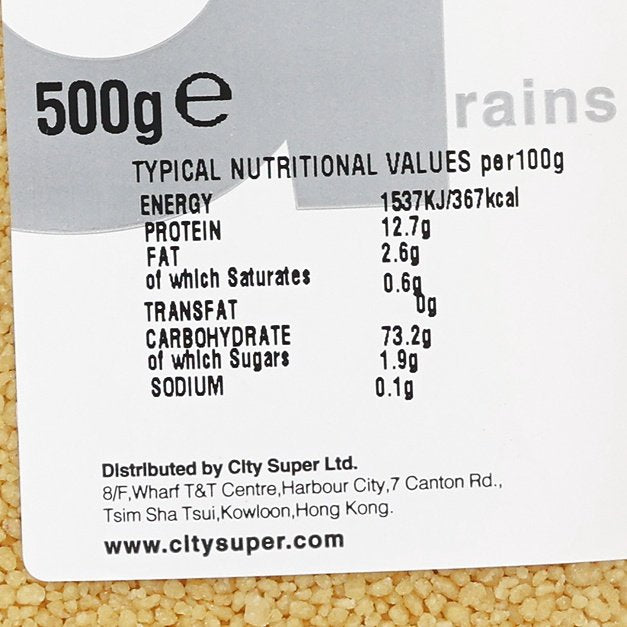 500g e
rains
TYPICAL NUTRITIONAL VALUES per100g
ENERGY 1537KJ/367kcal
PROTEIN 12.7g
FAT 2.6g
of which Saturates 0.6g
TRANSFAT 0g
CARBOHYDRATE 73.2g
of which Sugars 1.9g
SODIUM 0.1g
Distributed by City Super Ltd.
8/F,Wharf T&T Centre,Harbour City,7 Canton Rd.,
Tsim Sha Tsui,Kowloon,Hong Kong.
www.citysuper.com